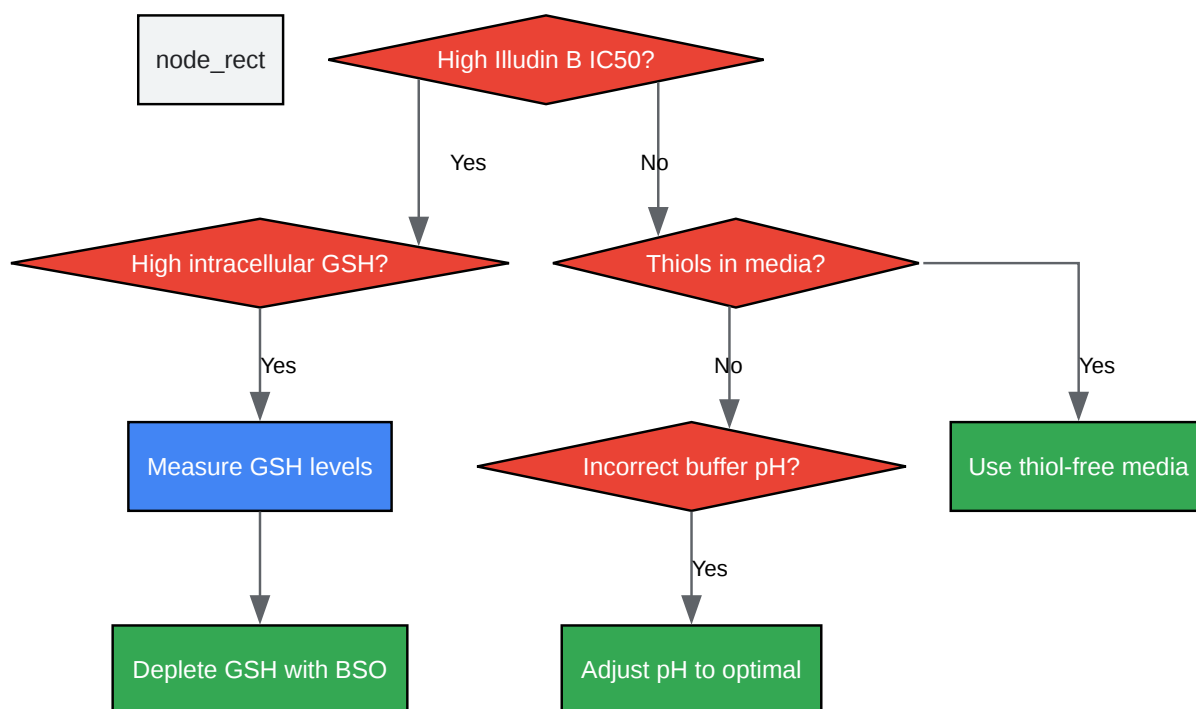 node_rect
High Illudin B IC50?
Yes
No
High intracellular GSH?
Thiols in media?
Yes
No
Yes
Measure GSH levels
Incorrect buffer pH?
Use thiol-free media
Yes
Deplete GSH with BSO
Adjust pH to optimal